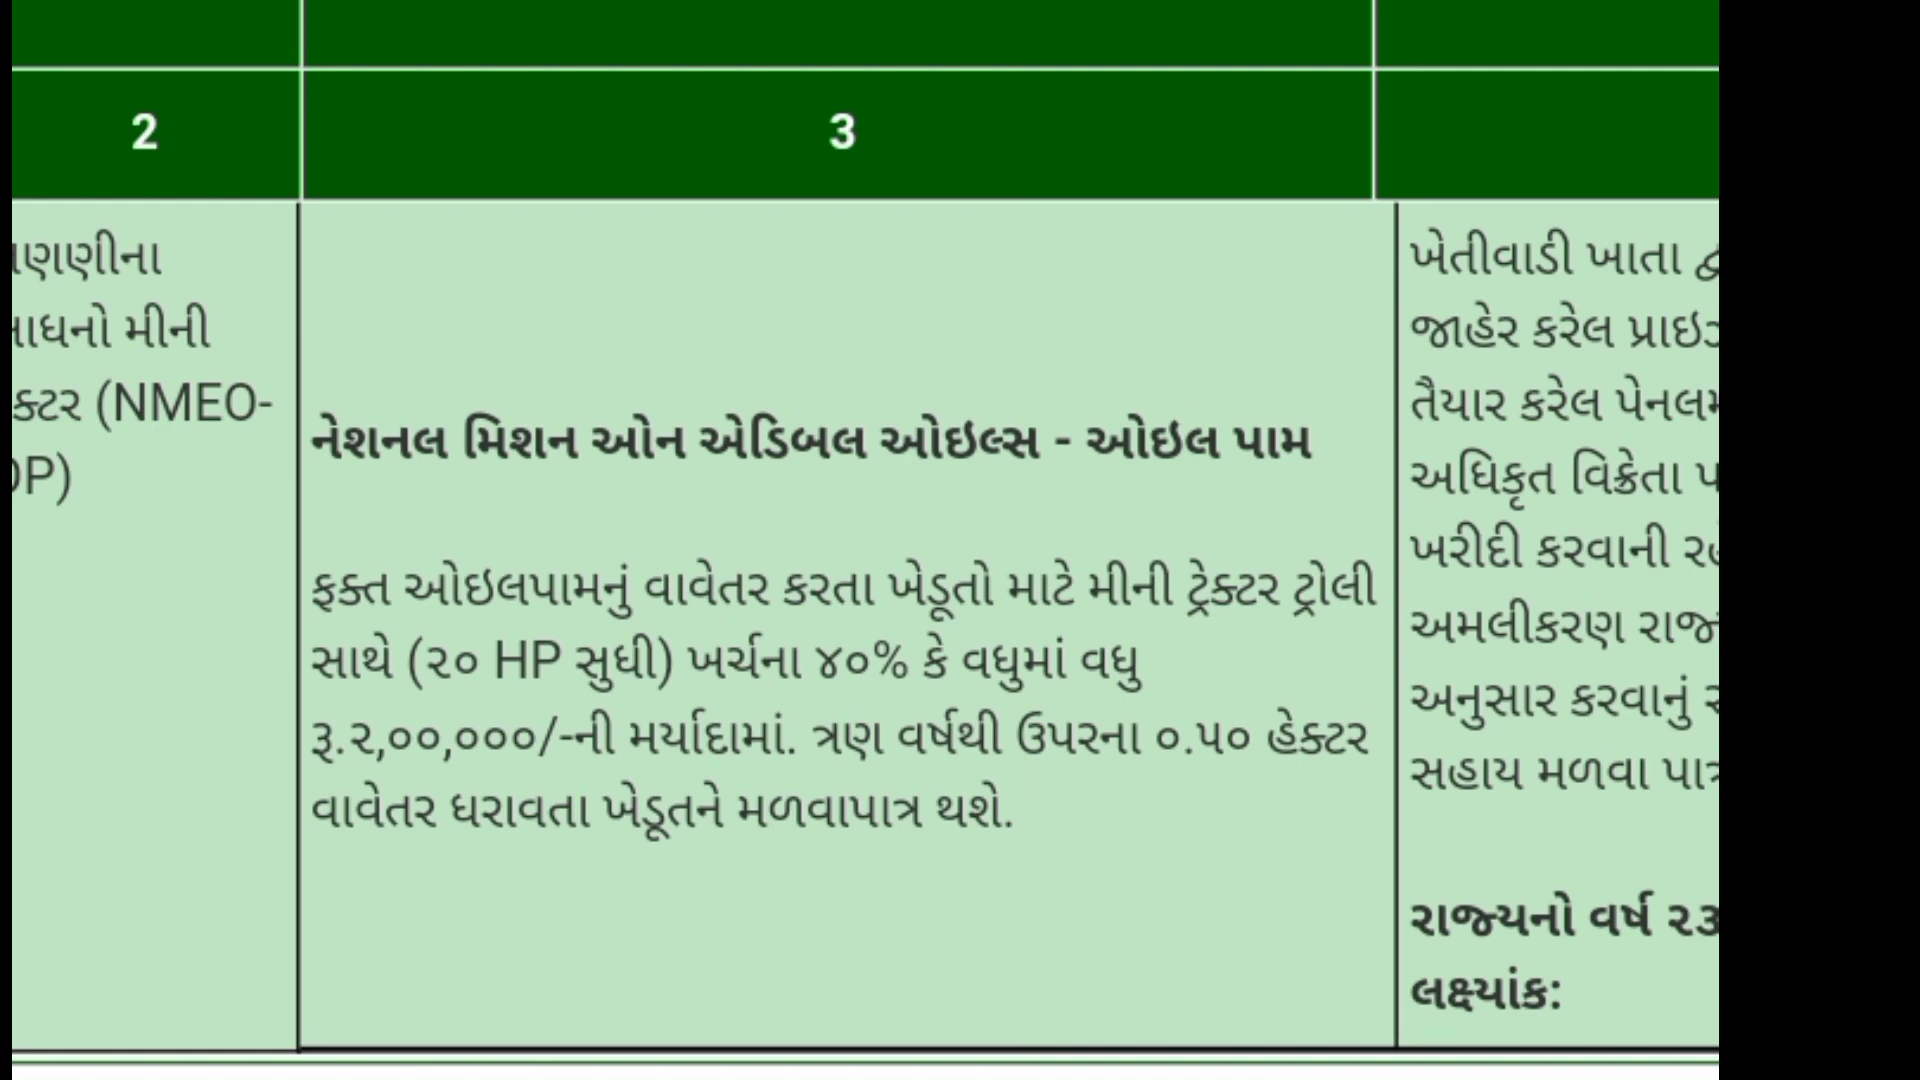 2
3
સાધનો મીની
(NMEO-
OP)
નેશનલ મિશન ઓન એડિબલ ઓઇલ્સ - ઓઇલ પામ
ફક્ત ઓઇલપામનું વાવેતર કરતા ખેડૂતો માટે મીની ટ્રેક્ટર ટ્રોલી
સાથે (૨૦ HP સુધી) ખર્ચના ૪૦% કે વધુમાં વધુ
રૂ.૨,૦૦,૦૦૦/-ની મર્યાદામાં. ત્રણ વર્ષથી ઉપરના ૦.૫૦ હેક્ટર
વાવેતર ધરાવતા ખેડૂતને મળવાપાત્ર થશે.
ખેતીવાડી ખાતા
જાહેર કરેલ
તૈયાર કરેલ
અધિકૃત વિક્રેતા
ખરીદી કરવાની
અમલીકરણ
અનુસાર કરવાનું
સહાય મળવા
રાજ્યનો વર્ષ ૨૩
લક્ષ્યાંક: